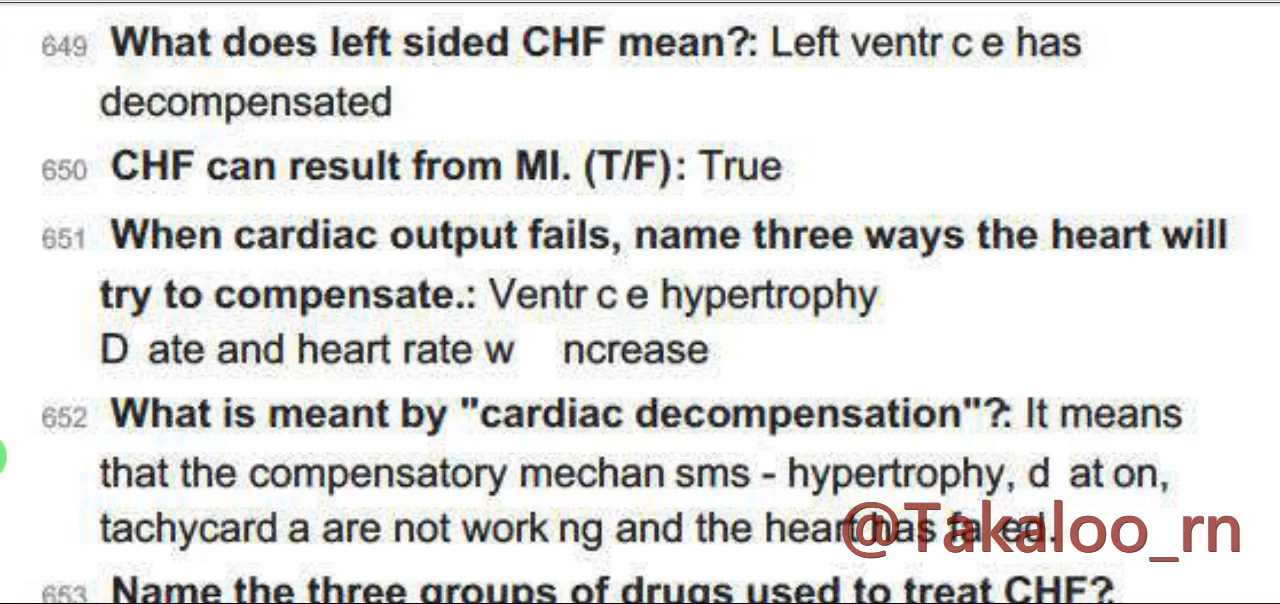 649 What does left sided CHF mean?: Left ventr c e has
decompensated
650 CHF can result from MI. (T/F): True
651 When cardiac output fails, name three ways the heart will
try to compensate.: Ventr c e hypertrophy
D ate and heart rate w ncrease
652 What is meant by "cardiac decompensation"?: It means
that the compensatory mechan sms - hypertrophy, d at on,
tachycard a are not work ng and the heart has fa ed.
@Takaloo_rn
653 Name the three groups of drugs used to treat CHF?